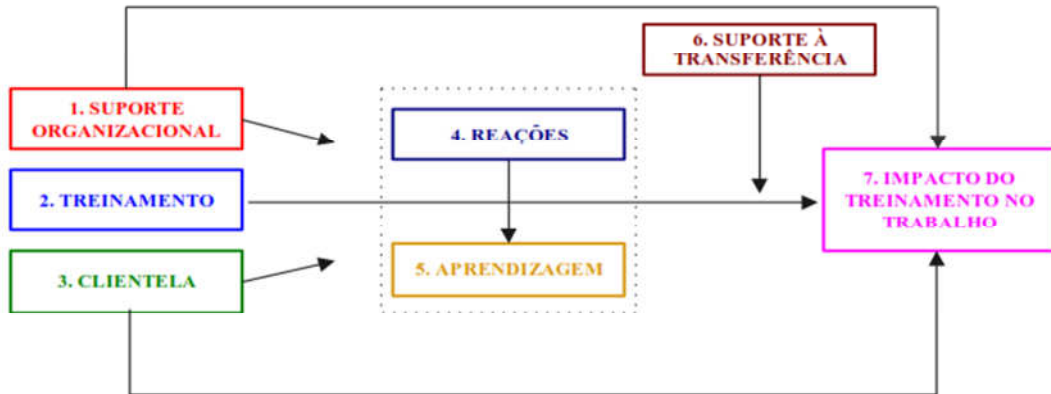 6. SUPORTE À
TRANSFERÊNCIA
1. SUPORTE
ORGANIZACIONAL
4. REAÇÕES
2. TREINAMENTO
7. IMPACTO DO
TREINAMENTO NO
TRABALHO
3. CLIENTELA
5. APRENDIZAGEM